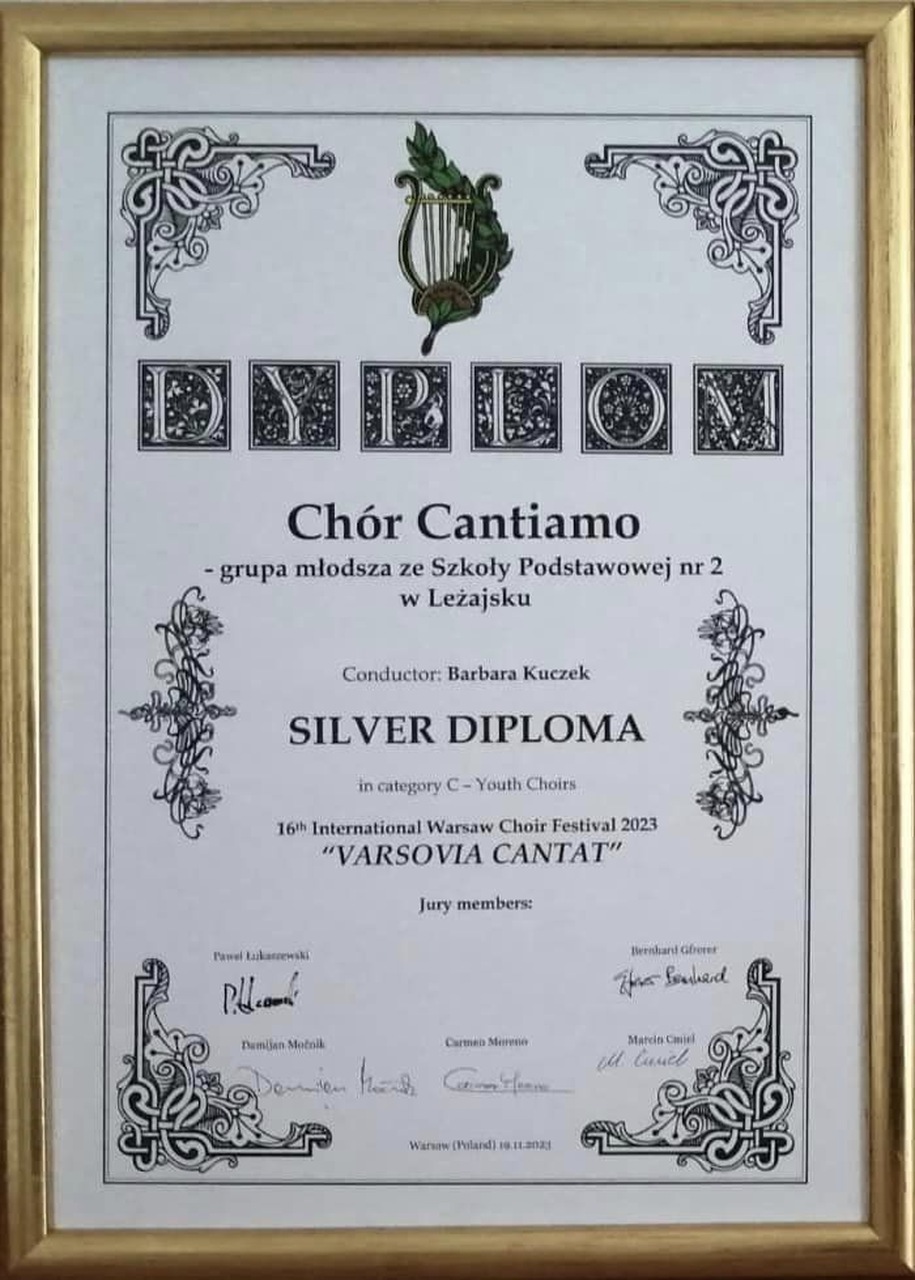 DYPLOM
Chór Cantiamo
- grupa młodsza ze Szkoły Podstawowej nr 2
w Leżajsku
Conductor: Barbara Kuczek
SILVER DIPLOMA
in category C – Youth Choirs
16th International Warsaw Choir Festival 2023
"VARSOVIA CANTAT"
Jury members:
Paweł Łukaszewski
Bernhard Gfrerer
Damijan Močnik
Carmen Moreno
Marcin Cmiel
Warsaw (Poland) 19.11.2023